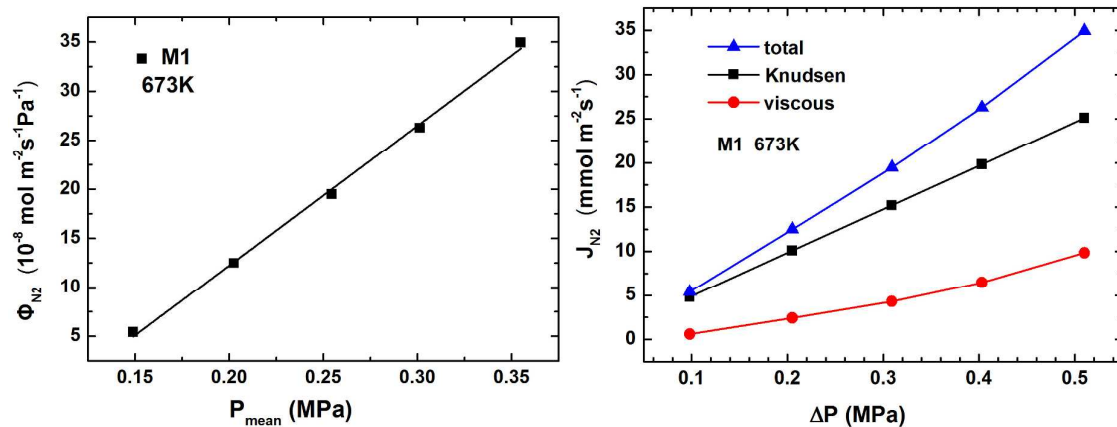 35
30
25
20
15
10
5
Φ_N2 (10^-8 mol m^-2 s^-1 Pa^-1)
M1
673K
0.15
0.20
0.25
0.30
0.35
P_mean (MPa)
35
30
25
20
15
10
5
0
J_N2 (mmol m^-2 s^-1)
total
Knudsen
viscous
M1 673K
0.1
0.2
0.3
0.4
0.5
ΔP (MPa)